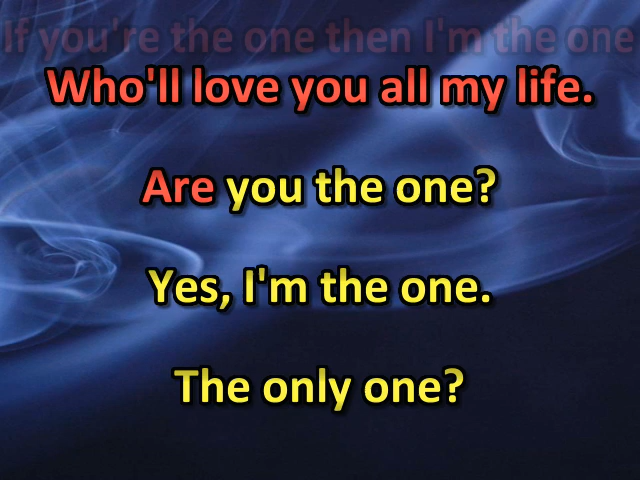 If you're the one then I'm the one
Who'll love you all my life.
Are you the one?
Yes, I'm the one.
The only one?